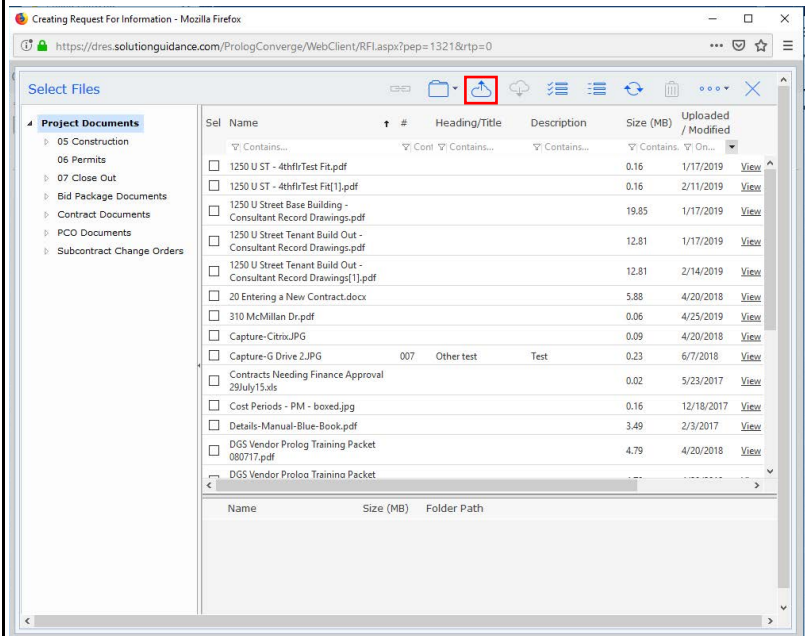 Creating Request For Information - Mozilla Firefox
https://dres.solutionguidance.com/PrologConverge/WebClient/RFI.aspx?pep=1321&rtp=0
Select Files
Project Documents
05 Construction
06 Permits
07 Close Out
Bid Package Documents
Contract Documents
PCO Documents
Subcontract Change Orders
Sel Name # Heading/Title Description Size (MB) Uploaded / Modified
Contains... Cont Contains... Contains... Contains. On...
1250 U ST - 4thflrTest Fit.pdf 0.16 1/17/2019 View
1250 U ST - 4thflrTest Fit[1].pdf 0.16 2/11/2019 View
1250 U Street Base Building -
Consultant Record Drawings.pdf 19.85 1/17/2019 View
1250 U Street Tenant Build Out -
Consultant Record Drawings.pdf 12.81 1/17/2019 View
1250 U Street Tenant Build Out -
Consultant Record Drawings[1].pdf 12.81 2/14/2019 View
20 Entering a New Contract.docx 5.88 4/20/2018 View
310 McMillan Dr.pdf 0.06 4/25/2019 View
Capture-Citrix.JPG 0.09 4/20/2018 View
Capture-G Drive 2.JPG 007 Other test Test 0.23 6/7/2018 View
Contracts Needing Finance Approval
29July15.xls 0.02 5/23/2017 View
Cost Periods - PM - boxed.jpg 0.16 12/18/2017 View
Details-Manual-Blue-Book.pdf 3.49 2/3/2017 View
DGS Vendor Prolog Training Packet
080717.pdf 4.79 4/20/2018 View
DGS Vendor Prolog Training Packet
Name Size (MB) Folder Path